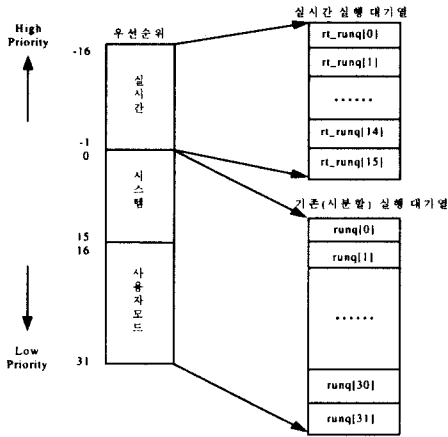 High
Priority
우선순위
-16
실시간
-1
0
시스템
15
16
사용자모드
31
Low
Priority
실시간 실행 대기열
rt_runq[0]
rt_runq[1]
......
rt_runq[14]
rt_runq[15]
기존(시분할) 실행 대기열
runq[0]
runq[1]
......
runq[30]
runq[31]